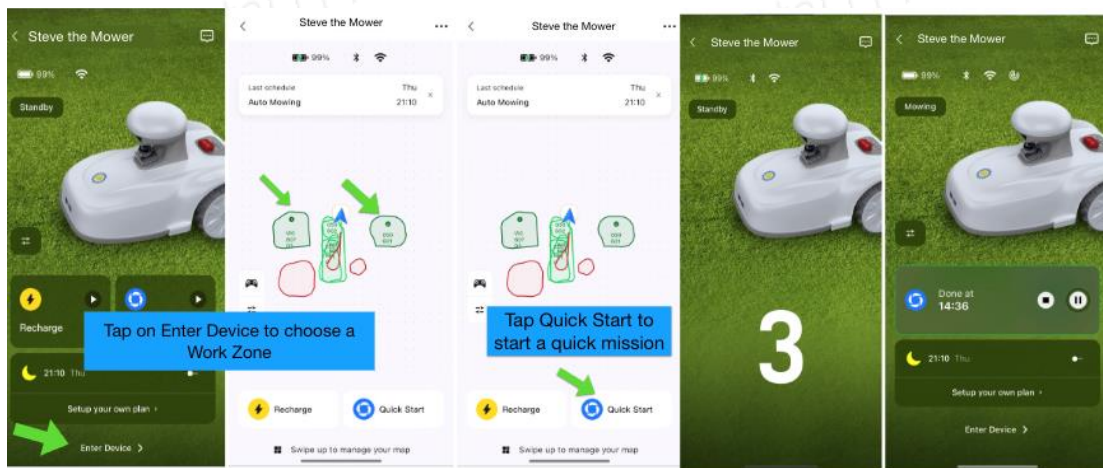 Steve the Mower
99%
Standby
Recharge
21:10 Thu
Setup your own plan
Enter Device
Tap on Enter Device to choose a
Work Zone
Steve the Mower
99%
Last schedule
Thu
Auto Mowing
21:10
Recharge
Quick Start
Swipe up to manage your map
Steve the Mower
99%
Last schedule
Thu
Auto Mowing
21:10
Tap Quick Start to
start a quick mission
Recharge
Quick Start
Swipe up to manage your map
Steve the Mower
99%
Standby
3
Steve the Mower
89%
Mowing
Done at
14:36
21:10 Thu
Setup your own plan
Enter Device